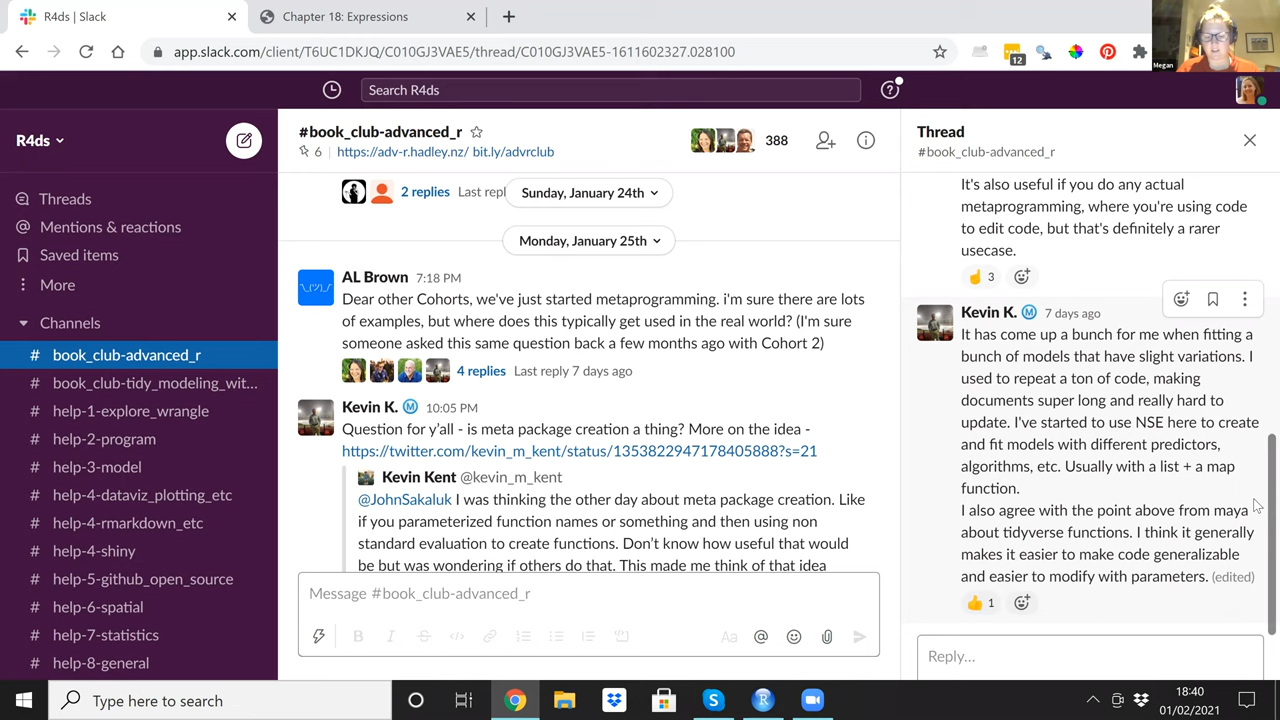 R4ds | Slack
Chapter 18: Expressions
app.slack.com/client/T6UC1DKJQ/C010GJ3VAE5/thread/C010GJ3VAE5-1611602327.028100
12
Megan
Search R4ds
R4ds
Threads
Mentions & reactions
Saved items
More
Channels
# book_club-advanced_r
# book_club-tidy_modeling_wit...
# help-1-explore_wrangle
# help-2-program
# help-3-model
# help-4-dataviz_plotting_etc
# help-4-rmarkdown_etc
# help-4-shiny
# help-5-github_open_source
# help-6-spatial
# help-7-statistics
# help-8-general
#book_club-advanced_r
388
6 https://adv-r.hadley.nz/ bit.ly/advrclub
2 replies Last repl
Sunday, January 24th
Monday, January 25th
AL Brown 7:18 PM
Dear other Cohorts, we've just started metaprogramming. i'm sure there are lots
of examples, but where does this typically get used in the real world? (I'm sure
someone asked this same question back a few months ago with Cohort 2)
4 replies Last reply 7 days ago
Kevin K. M 10:05 PM
Question for y'all - is meta package creation a thing? More on the idea -
https://twitter.com/kevin_m_kent/status/1353822947178405888?s=21
Kevin Kent @kevin_m_kent
@JohnSakaluk I was thinking the other day about meta package creation. Like
if you parameterized function names or something and then using non
standard evaluation to create functions. Don't know how useful that would
be but was wondering if others do that. This made me think of that idea
Message #book_club-advanced_r
B I S </> Aa @
Thread
#book_club-advanced_r
It's also useful if you do any actual
metaprogramming, where you're using code
to edit code, but that's definitely a rarer
usecase.
3
Kevin K. M 7 days ago
It has come up a bunch for me when fitting a
bunch of models that have slight variations. I
used to repeat a ton of code, making
documents super long and really hard to
update. I've started to use NSE here to create
and fit models with different predictors,
algorithms, etc. Usually with a list + a map
function.
I also agree with the point above from maya
about tidyverse functions. I think it generally
makes it easier to make code generalizable
and easier to modify with parameters. (edited)
1
Reply...
Type here to search
18:40
01/02/2021